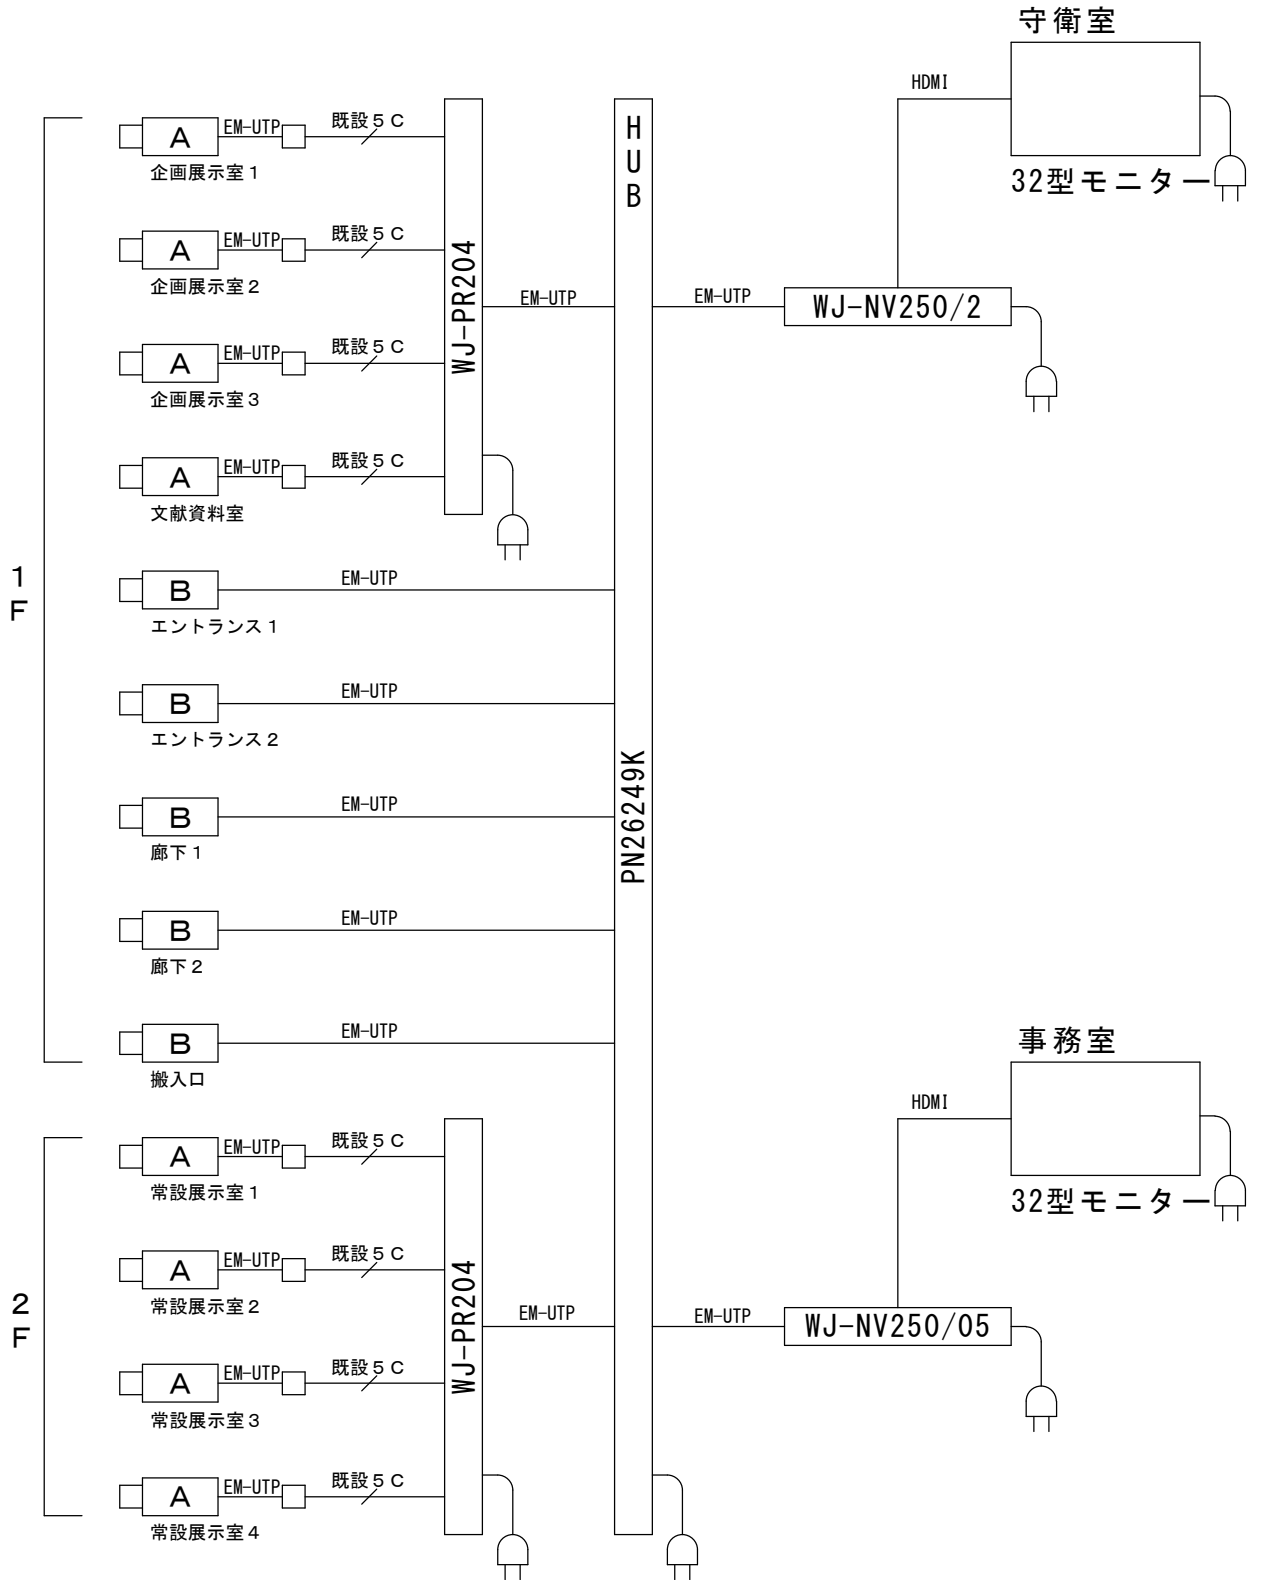 守衛室
HDMI
32型モニター
1F
A EM-UTP 既設5C
企画展示室1
A EM-UTP 既設5C
企画展示室2
A EM-UTP 既設5C
企画展示室3
A EM-UTP 既設5C
文献資料室
WJ-PR204
EM-UTP
HUB
PN26249K
EM-UTP
WJ-NV250/2
B EM-UTP
エントランス1
B EM-UTP
エントランス2
B EM-UTP
廊下1
B EM-UTP
廊下2
B EM-UTP
搬入口
事務室
HDMI
32型モニター
2F
A EM-UTP 既設5C
常設展示室1
A EM-UTP 既設5C
常設展示室2
A EM-UTP 既設5C
常設展示室3
A EM-UTP 既設5C
常設展示室4
WJ-PR204
EM-UTP
EM-UTP
WJ-NV250/05